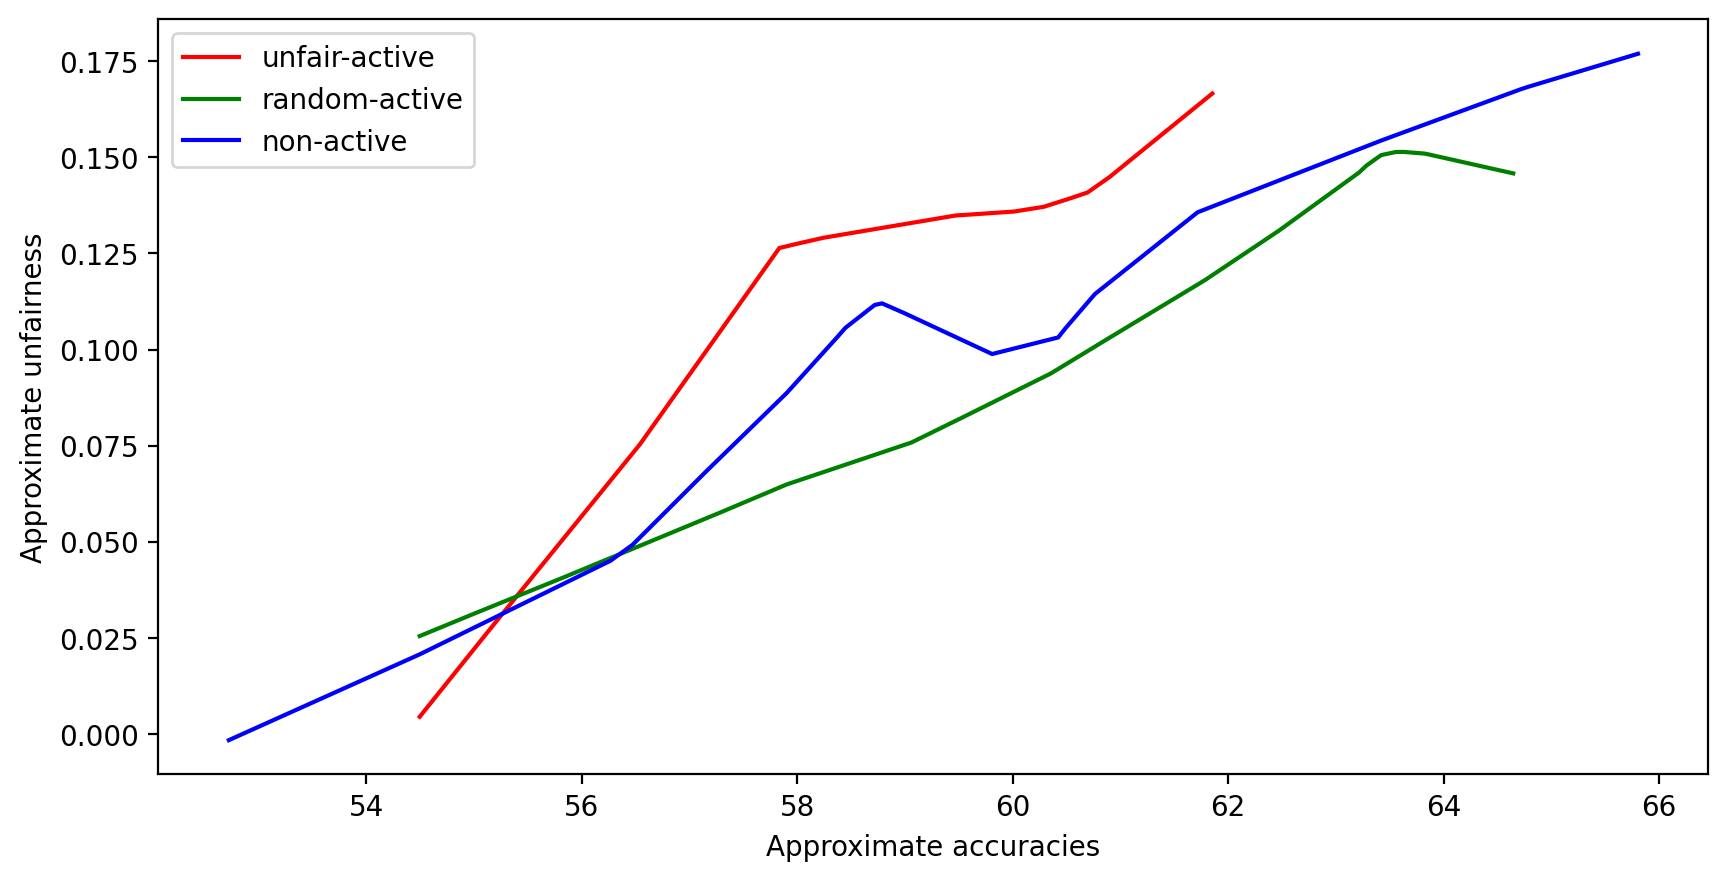 unfair-active
random-active
non-active
0.175
0.150
0.125
0.100
0.075
0.050
0.025
0.000
Approximate unfairness
54 56 58 60 62 64 66
Approximate accuracies